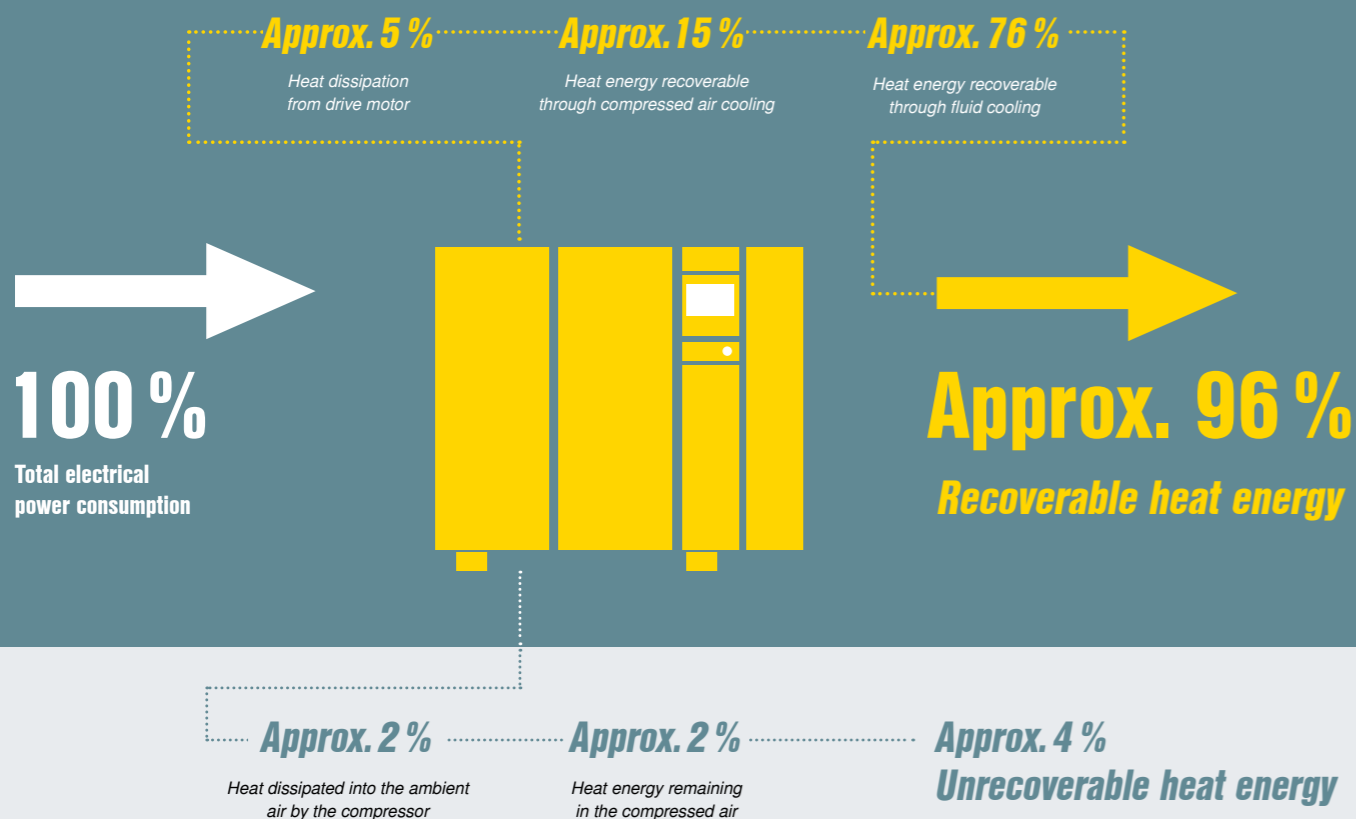 Approx. 5 %
Heat dissipation
from drive motor
Approx. 15 %
Heat energy recoverable
through compressed air cooling
Approx. 76 %
Heat energy recoverable
through fluid cooling
100 %
Total electrical
power consumption
Approx. 96 %
Recoverable heat energy
Approx. 2 %
Heat dissipated into the ambient
air by the compressor
Approx. 2 %
Heat energy remaining
in the compressed air
Approx. 4 %
Unrecoverable heat energy